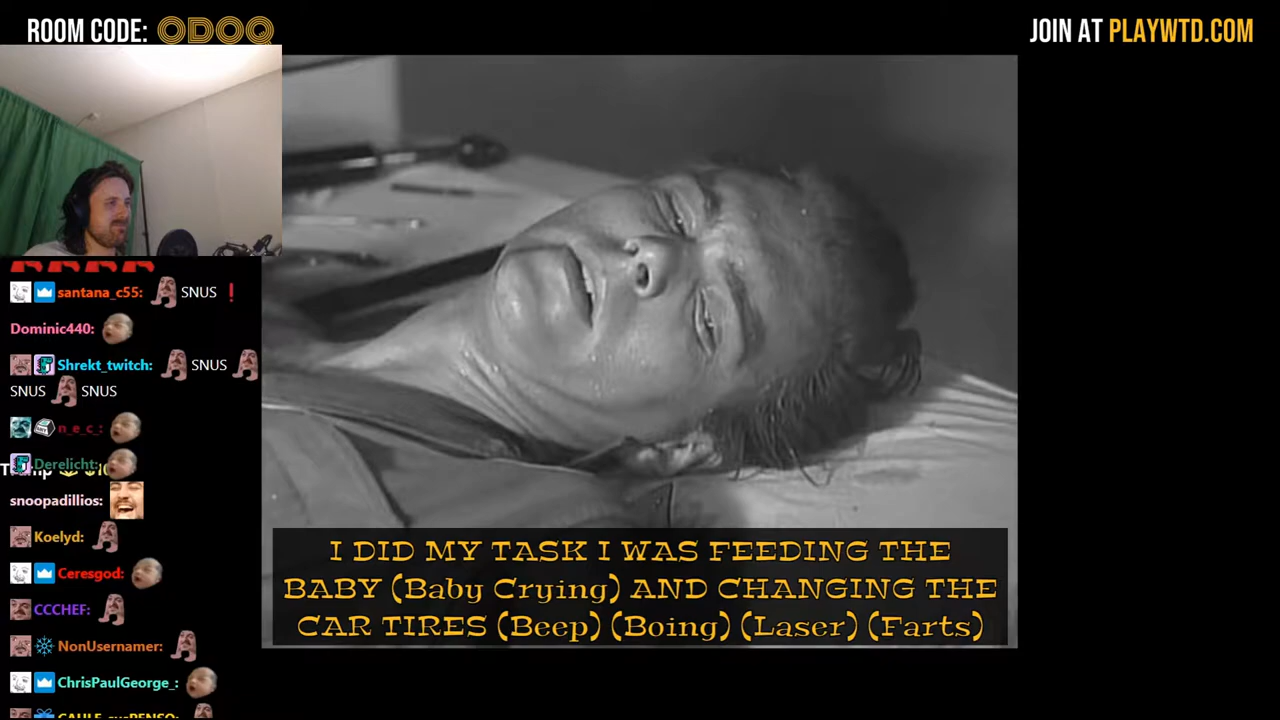 ROOM CODE: ODOQ
JOIN AT PLAYWTD.COM
santana_c55: SNUS
Dominic440:
Shrekt_twitch: SNUS
SNUS SNUS
n_e_c_:
Derelicht:
snoopadillios:
Koelyd:
Ceresgod:
CCCHEF:
NonUsernamer:
ChrisPaulGeorge_:
I DID MY TASK I WAS FEEDING THE
BABY (Baby Crying) AND CHANGING THE
CAR TIRES (Beep) (Boing) (Laser) (Farts)